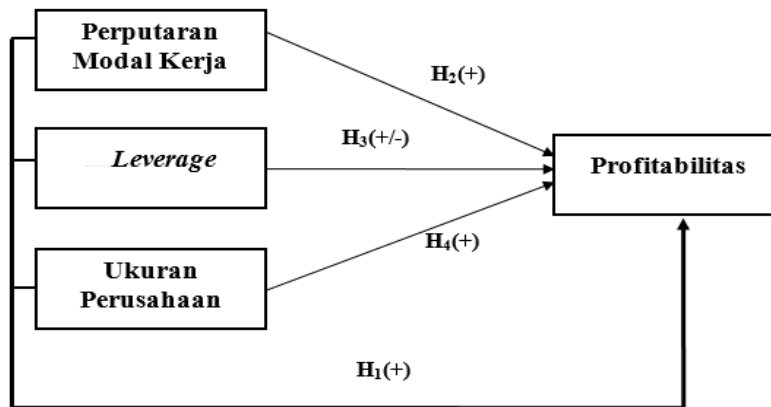 Perputaran
Modal Kerja
H₂(+)
Leverage
H₃(+/-)
Profitabilitas
Ukuran
Perusahaan
H₄(+)
H₁(+)